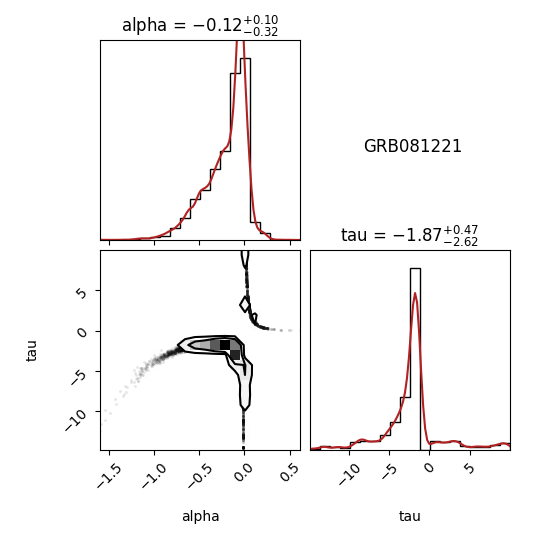 alpha = −0.12+0.10−0.32
GRB081221
tau = −1.87+0.47−2.62
5
0
−5
−10
tau
−1.5 −1.0 −0.5 0.0 0.5
−10 −5 0 5
alpha tau